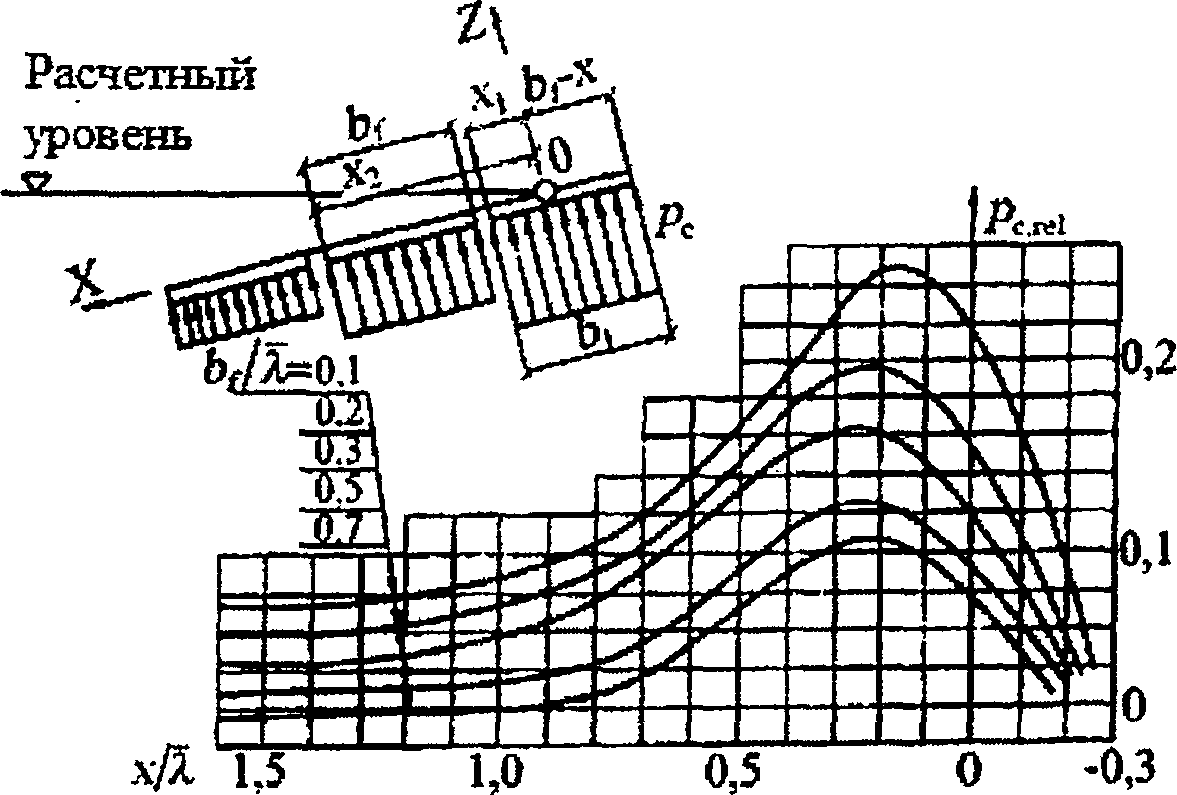 Z
Расчетный
уровень
b_f
x_1
b_f-x
x_2
0
p_c
X
b_f
p_c,rel
b_f/λ̄=0.1
0.2
0.3
0.5
0.7
0,2
0,1
0
x/λ̄ 1,5 1,0 0,5 0 -0,3